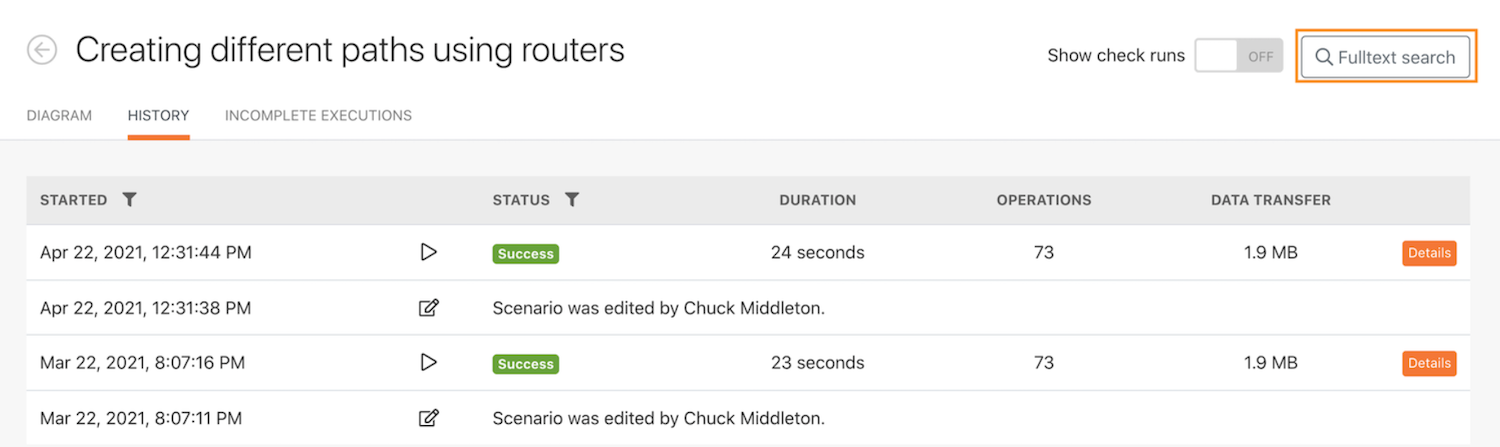 Creating different paths using routers
Show check runs OFF Fulltext search
DIAGRAM HISTORY INCOMPLETE EXECUTIONS
STARTED STATUS DURATION OPERATIONS DATA TRANSFER
Apr 22, 2021, 12:31:44 PM Success 24 seconds 73 1.9 MB Details
Apr 22, 2021, 12:31:38 PM Scenario was edited by Chuck Middleton.
Mar 22, 2021, 8:07:16 PM Success 23 seconds 73 1.9 MB Details
Mar 22, 2021, 8:07:11 PM Scenario was edited by Chuck Middleton.